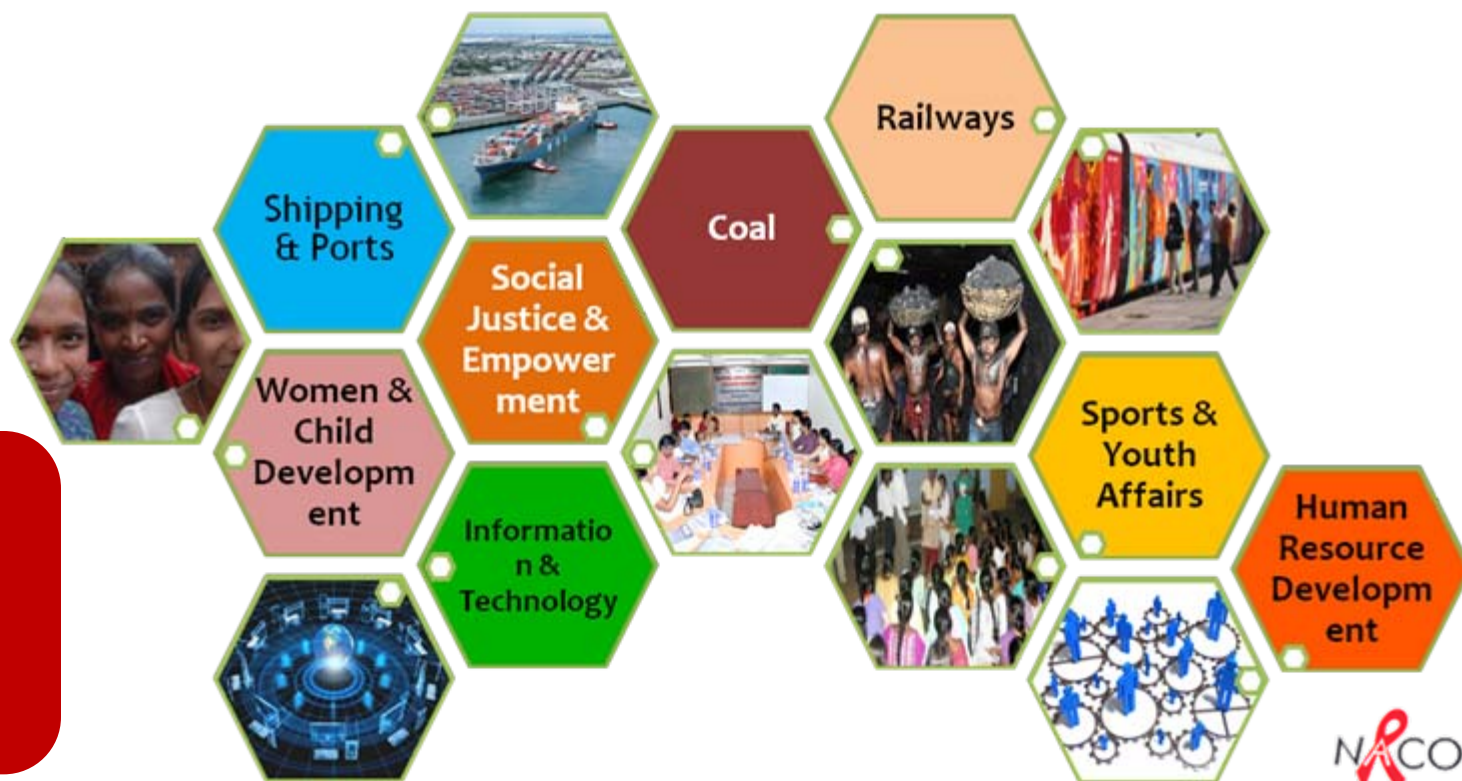 Railways
Shipping
& Ports
Coal
Social
Justice &
Empower
ment
Women &
Child
Developm
ent
Sports &
Youth
Affairs
Informatio
n &
Technology
Human
Resource
Developm
ent
NACO